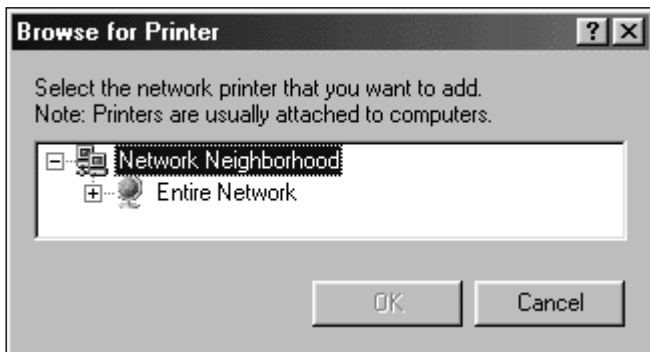 Browse for Printer
Select the network printer that you want to add.
Note: Printers are usually attached to computers.
Network Neighborhood
Entire Network
OK
Cancel